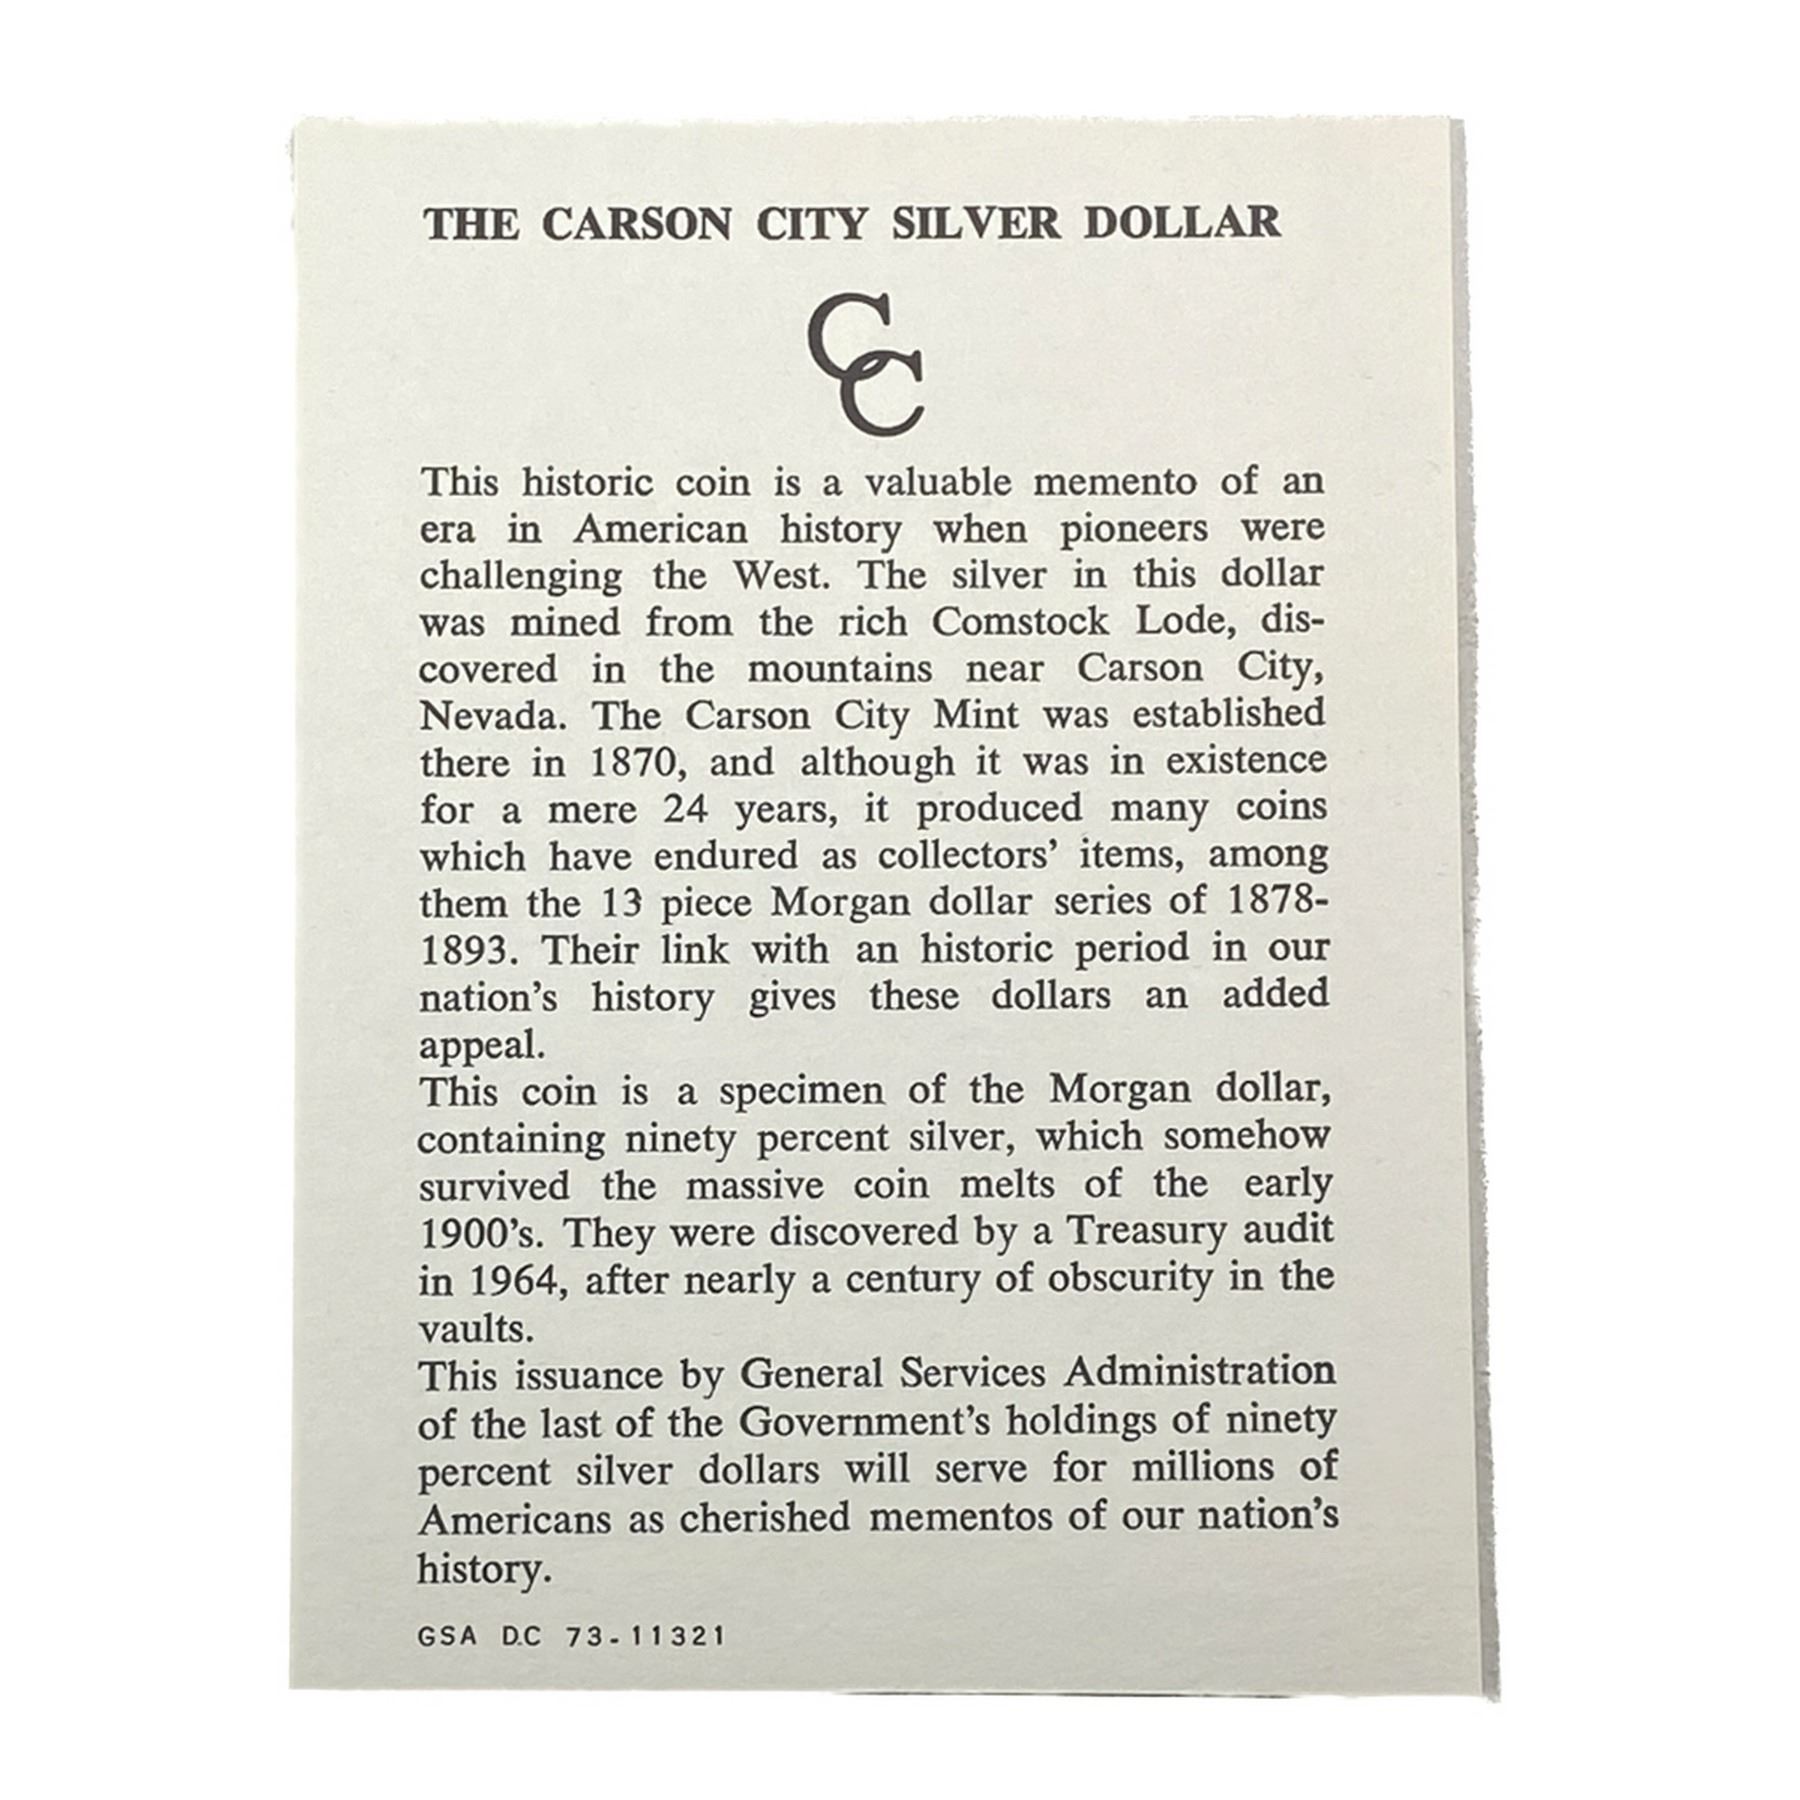 THE CARSON CITY SILVER DOLLAR
CC
This historic coin is a valuable memento of an
era in American history when pioneers were
challenging the West. The silver in this dollar
was mined from the rich Comstock Lode, dis-
covered in the mountains near Carson City,
Nevada. The Carson City Mint was established
there in 1870, and although it was in existence
for a mere 24 years, it produced many coins
which have endured as collectors’ items, among
them the 13 piece Morgan dollar series of 1878-
1893. Their link with an historic period in our
nation’s history gives these dollars an added
appeal.
This coin is a specimen of the Morgan dollar,
containing ninety percent silver, which somehow
survived the massive coin melts of the early
1900’s. They were discovered by a Treasury audit
in 1964, after nearly a century of obscurity in the
vaults.
This issuance by General Services Administration
of the last of the Government’s holdings of ninety
percent silver dollars will serve for millions of
Americans as cherished mementos of our nation’s
history.
GSA D.C 73-11321